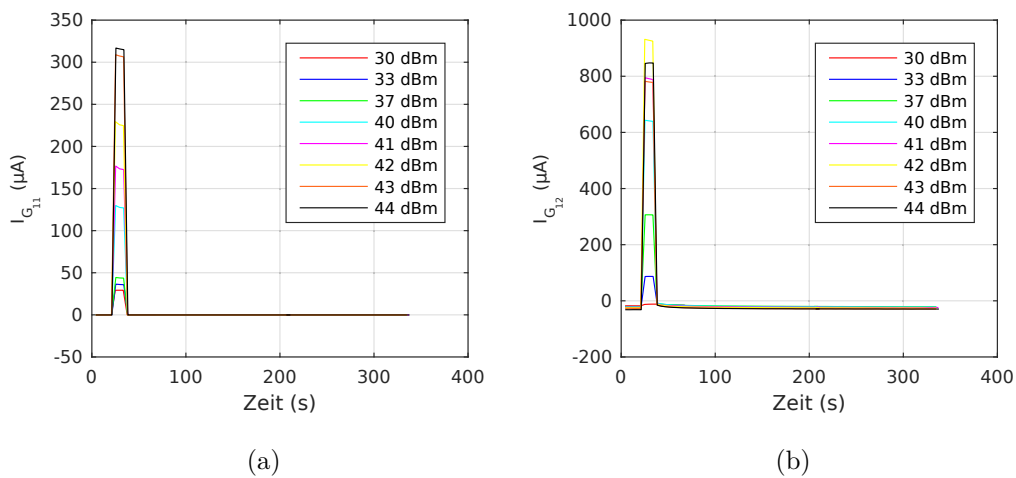 350
300
250
200
150
100
50
0
-50
I_G_11 (µA)
30 dBm
33 dBm
37 dBm
40 dBm
41 dBm
42 dBm
43 dBm
44 dBm
0 100 200 300 400
Zeit (s)
(a)
1000
800
600
400
200
0
-200
I_G_12 (µA)
30 dBm
33 dBm
37 dBm
40 dBm
41 dBm
42 dBm
43 dBm
44 dBm
0 100 200 300 400
Zeit (s)
(b)